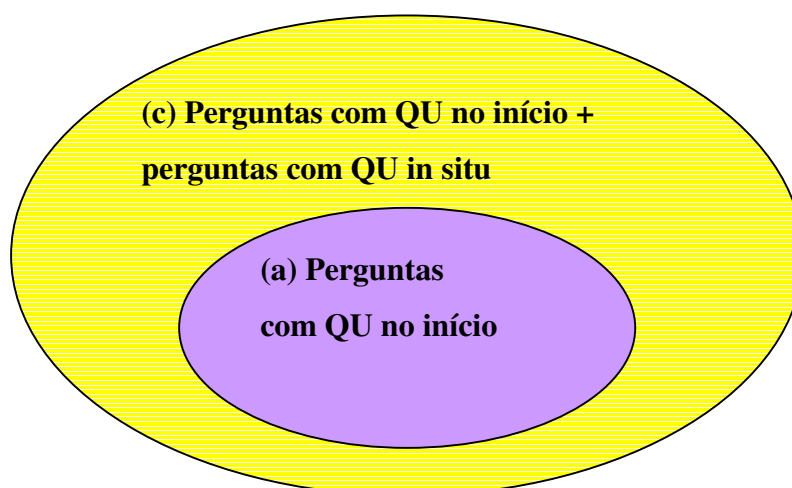 (c) Perguntas com QU no início +
perguntas com QU in situ
(a) Perguntas
com QU no início